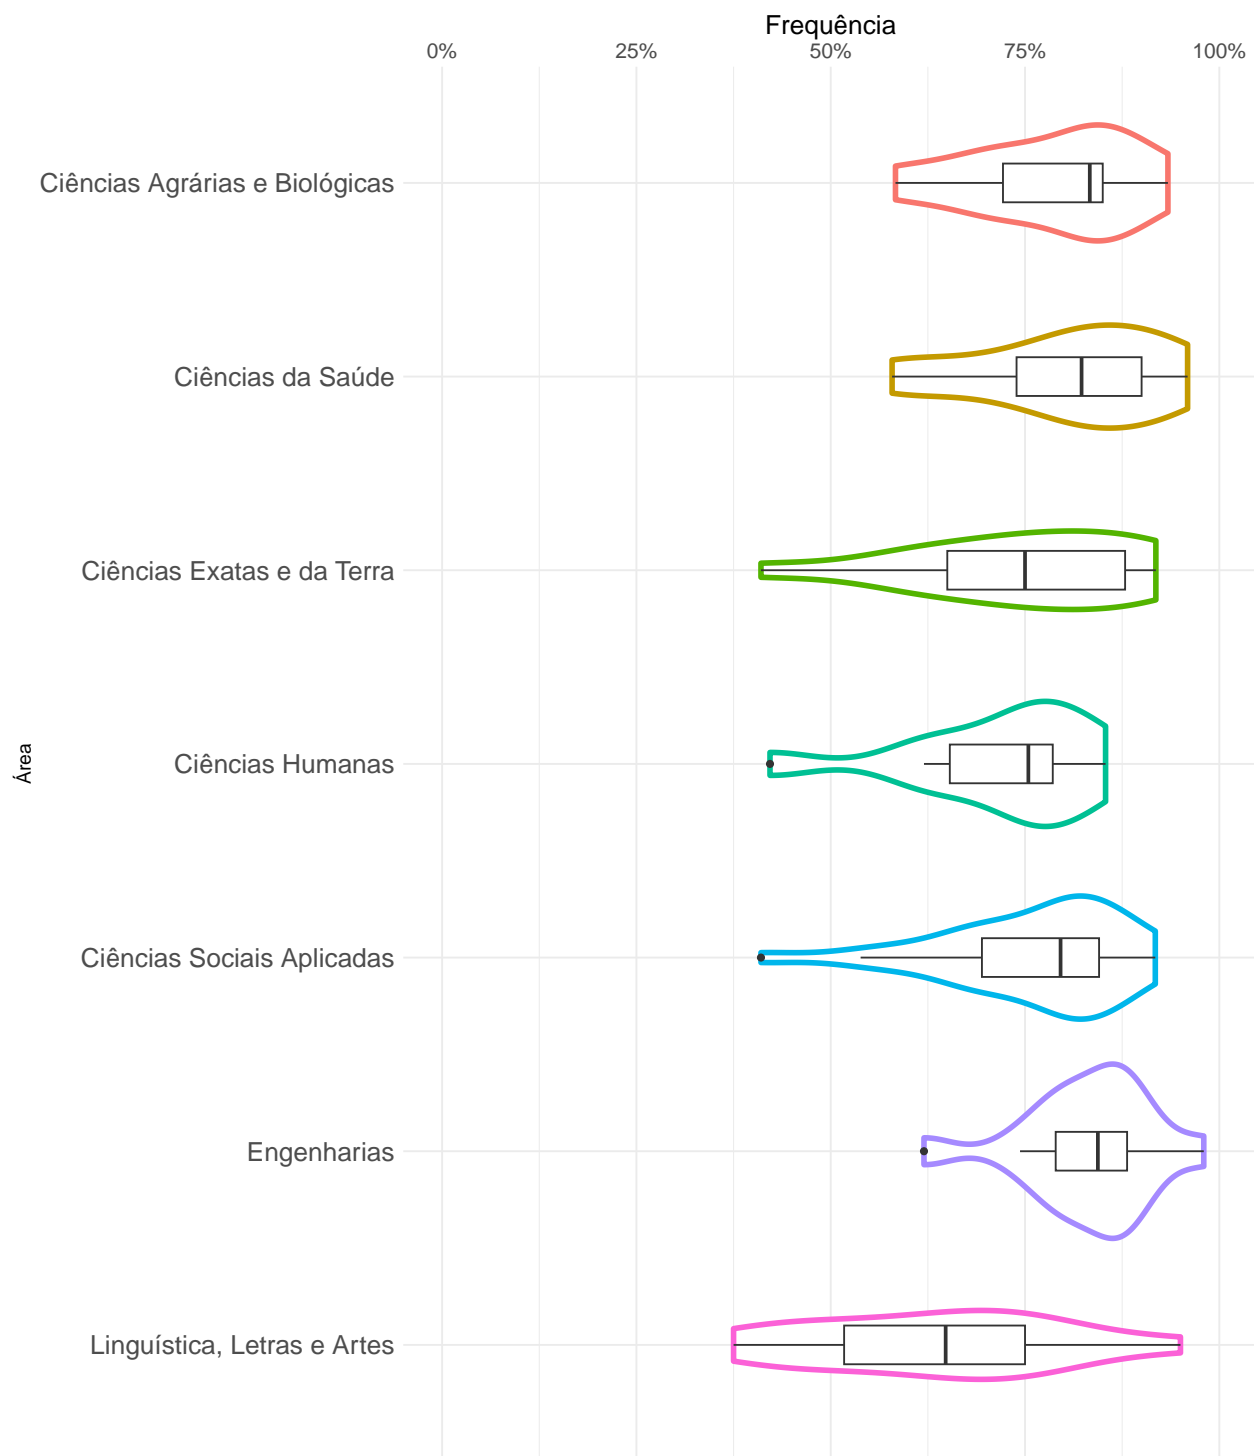 Frequência
0% 25% 50% 75% 100%
Ciências Agrárias e Biológicas
Ciências da Saúde
Ciências Exatas e da Terra
Área
Ciências Humanas
Ciências Sociais Aplicadas
Engenharias
Linguística, Letras e Artes